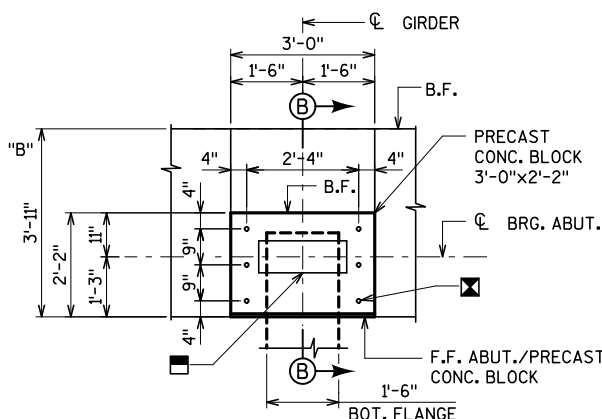 ℄ GIRDER
3'-0"
1'-6" 1'-6"
B
B.F.
"B"
4" 2'-4" 4"
PRECAST
CONC. BLOCK
3'-0"x2'-2"
B.F.
3'-11"
4"
2'-2"
11"
9"
℄ BRG. ABUT.
1'-3"
9"
4"
B
F.F. ABUT./PRECAST
CONC. BLOCK
1'-6"
BOT. FLANGE